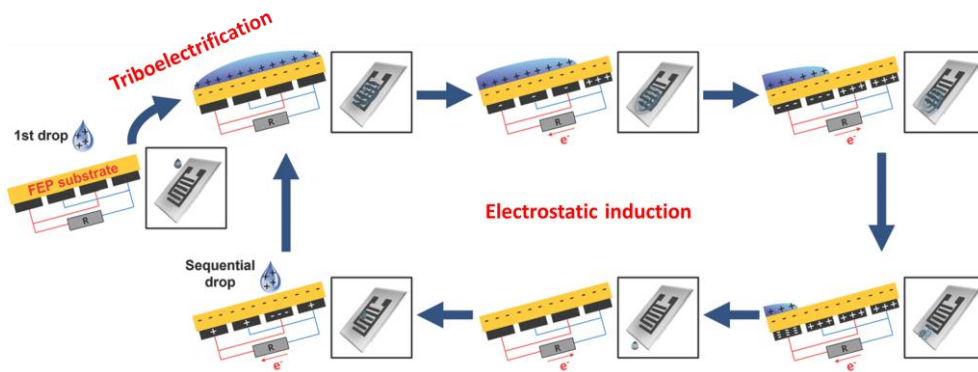 Triboelectrification
1st drop
FEP substrate
R
R
R
e-
R
e-
Electrostatic induction
Sequential
drop
R
e-
R
e-
R
e-